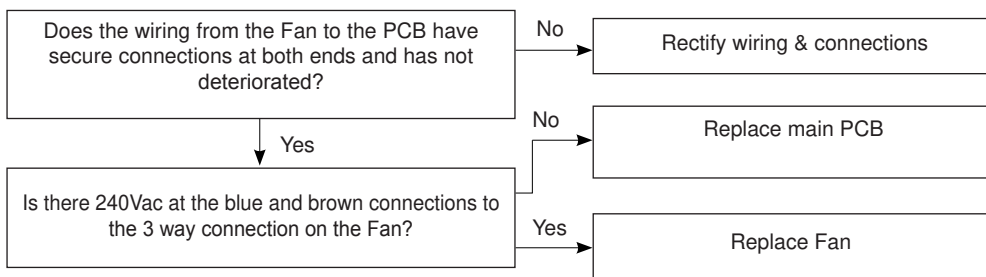 Does the wiring from the Fan to the PCB have
secure connections at both ends and has not
deteriorated?
No
Rectify wiring & connections
Yes
No
Replace main PCB
Is there 240Vac at the blue and brown connections to
the 3 way connection on the Fan?
Yes
Replace Fan